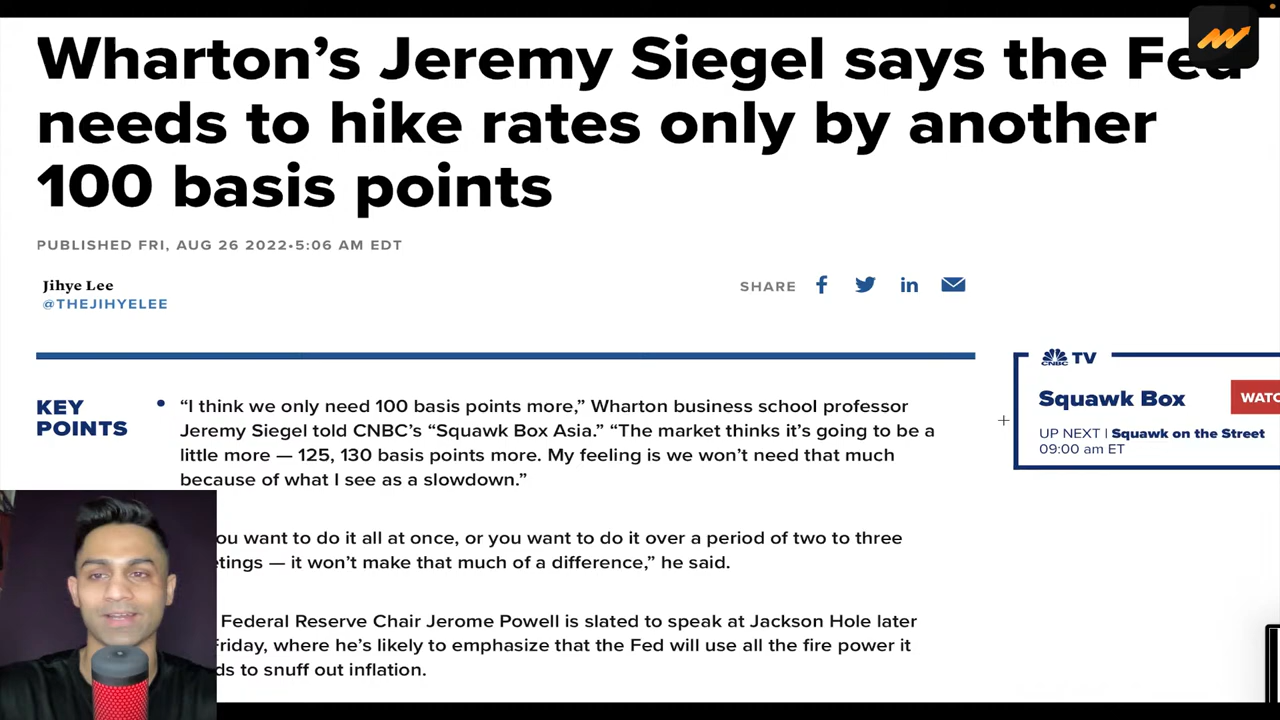 Wharton’s Jeremy Siegel says the Fed
needs to hike rates only by another
100 basis points
PUBLISHED FRI, AUG 26 2022•5:06 AM EDT
Jihye Lee
@THEJIHYELEE
SHARE
KEY
POINTS
“I think we only need 100 basis points more,” Wharton business school professor
Jeremy Siegel told CNBC’s “Squawk Box Asia.” “The market thinks it’s going to be a
little more — 125, 130 basis points more. My feeling is we won’t need that much
because of what I see as a slowdown.”
ou want to do it all at once, or you want to do it over a period of two to three
etings — it won’t make that much of a difference,” he said.
Federal Reserve Chair Jerome Powell is slated to speak at Jackson Hole later
Friday, where he’s likely to emphasize that the Fed will use all the fire power it
ds to snuff out inflation.
CNBC TV
Squawk Box
WATC
UP NEXT | Squawk on the Street
09:00 am ET